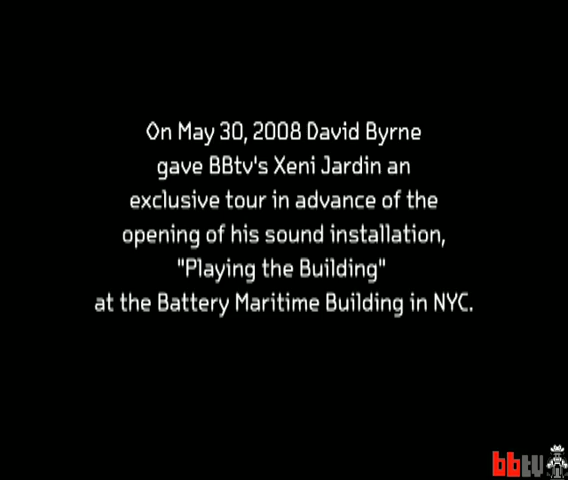 On May 30, 2008 David Byrne
gave BBtv's Xeni Jardin an
exclusive tour in advance of the
opening of his sound installation,
"Playing the Building"
at the Battery Maritime Building in NYC.
bbtv